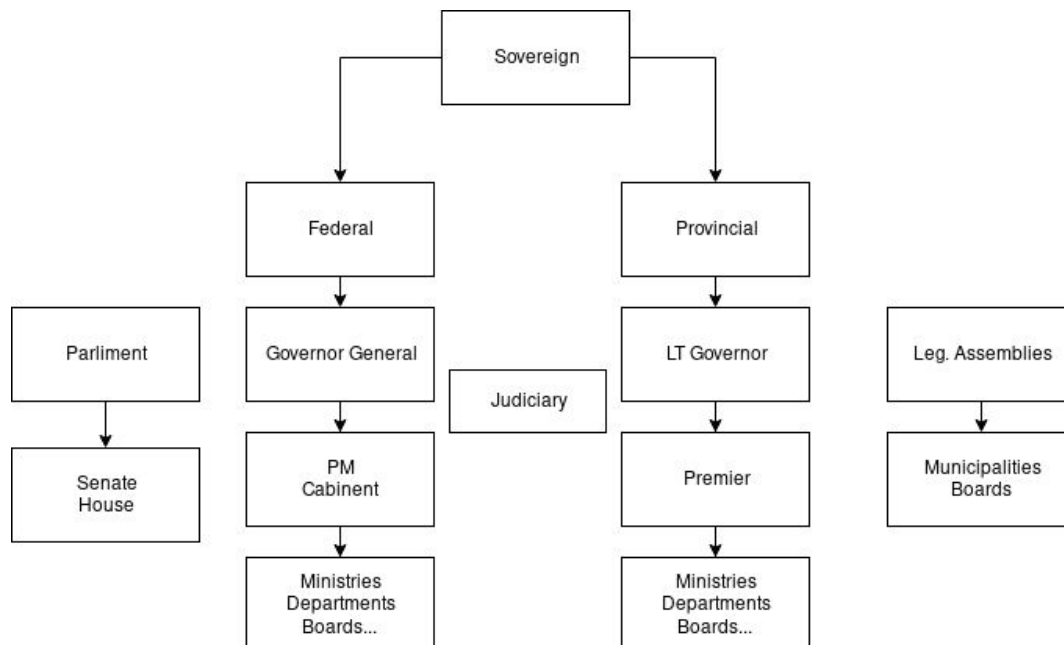 Sovereign
Federal
Provincial
Parliment
Governor General
LT Governor
Leg. Assemblies
Judiciary
Senate
House
PM
Cabinent
Premier
Municipalities
Boards
Ministries
Departments
Boards...
Ministries
Departments
Boards...